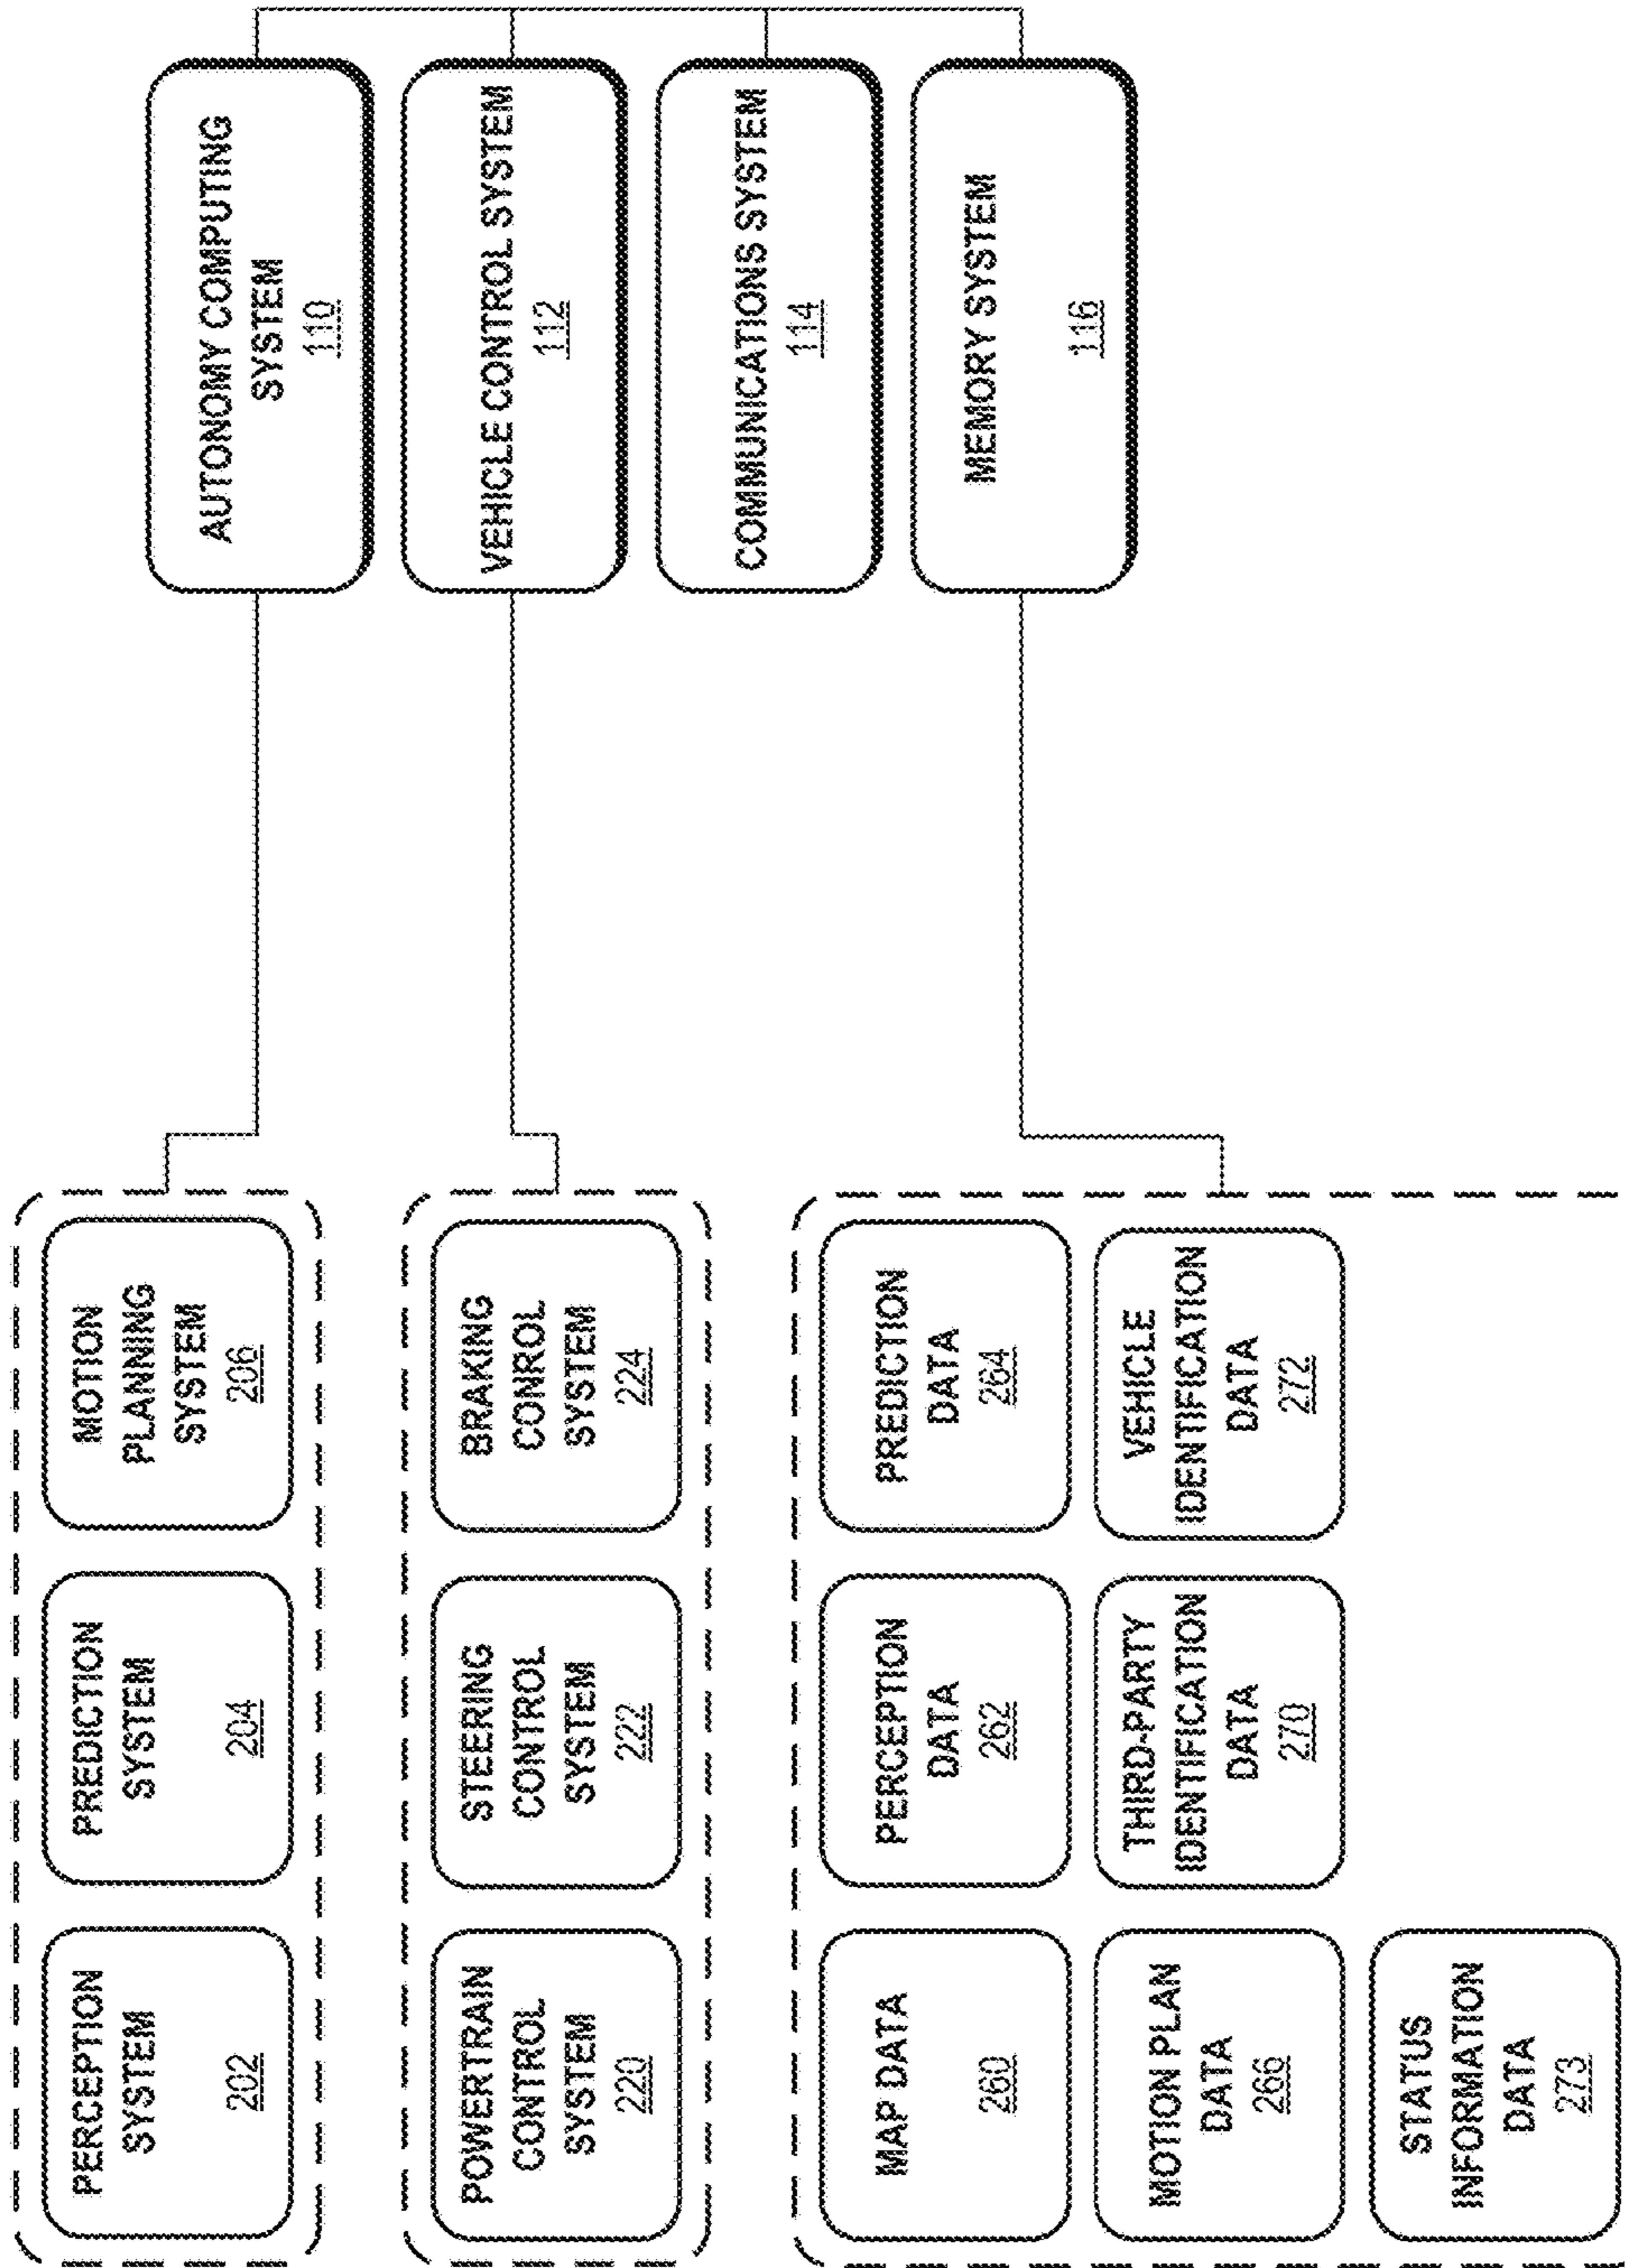 AUTONOMY COMPUTING
SYSTEM
110
VEHICLE CONTROL SYSTEM
112
COMMUNICATIONS SYSTEM
114
MEMORY SYSTEM
116
PERCEPTION
SYSTEM
202
PREDICTION
SYSTEM
204
MOTION
PLANNING
SYSTEM
206
POWERTRAIN
CONTROL
SYSTEM
220
STEERING
CONTROL
SYSTEM
222
BRAKING
CONROL
SYSTEM
224
MAP DATA
260
PERCEPTION
DATA
262
PREDICTION
DATA
264
MOTION PLAN
DATA
266
THIRD-PARTY
IDENTIFICATION
DATA
270
VEHICLE
IDENTIFICATION
DATA
272
STATUS
INFORMATION
DATA
273